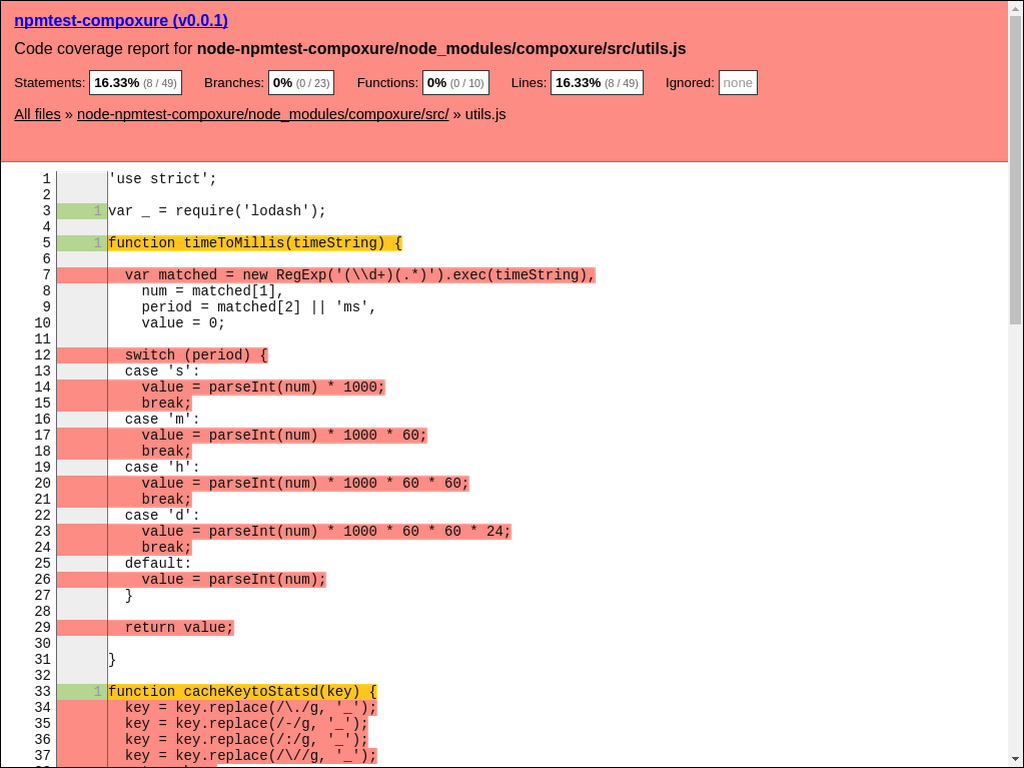 npmtest-compoxure (v0.0.1)
Code coverage report for node-npmtest-compoxure/node_modules/compoxure/src/utils.js
Statements: 16.33% (8 / 49) Branches: 0% (0 / 23) Functions: 0% (0 / 10) Lines: 16.33% (8 / 49) Ignored: none
All files » node-npmtest-compoxure/node_modules/compoxure/src/ » utils.js
1 'use strict';
2
3 1 var _ = require('lodash');
4
5 1 function timeToMillis(timeString) {
6
7   var matched = new RegExp('(\\d+)(.*)').exec(timeString),
8     num = matched[1],
9     period = matched[2] || 'ms',
10     value = 0;
11
12   switch (period) {
13   case 's':
14     value = parseInt(num) * 1000;
15     break;
16   case 'm':
17     value = parseInt(num) * 1000 * 60;
18     break;
19   case 'h':
20     value = parseInt(num) * 1000 * 60 * 60;
21     break;
22   case 'd':
23     value = parseInt(num) * 1000 * 60 * 60 * 24;
24     break;
25   default:
26     value = parseInt(num);
27   }
28
29   return value;
30
31 }
32
33 1 function cacheKeytoStatsd(key) {
34   key = key.replace(/\./g, '_');
35   key = key.replace(/-/g, '_');
36   key = key.replace(/:/g, '_');
37   key = key.replace(/\//g, '_');